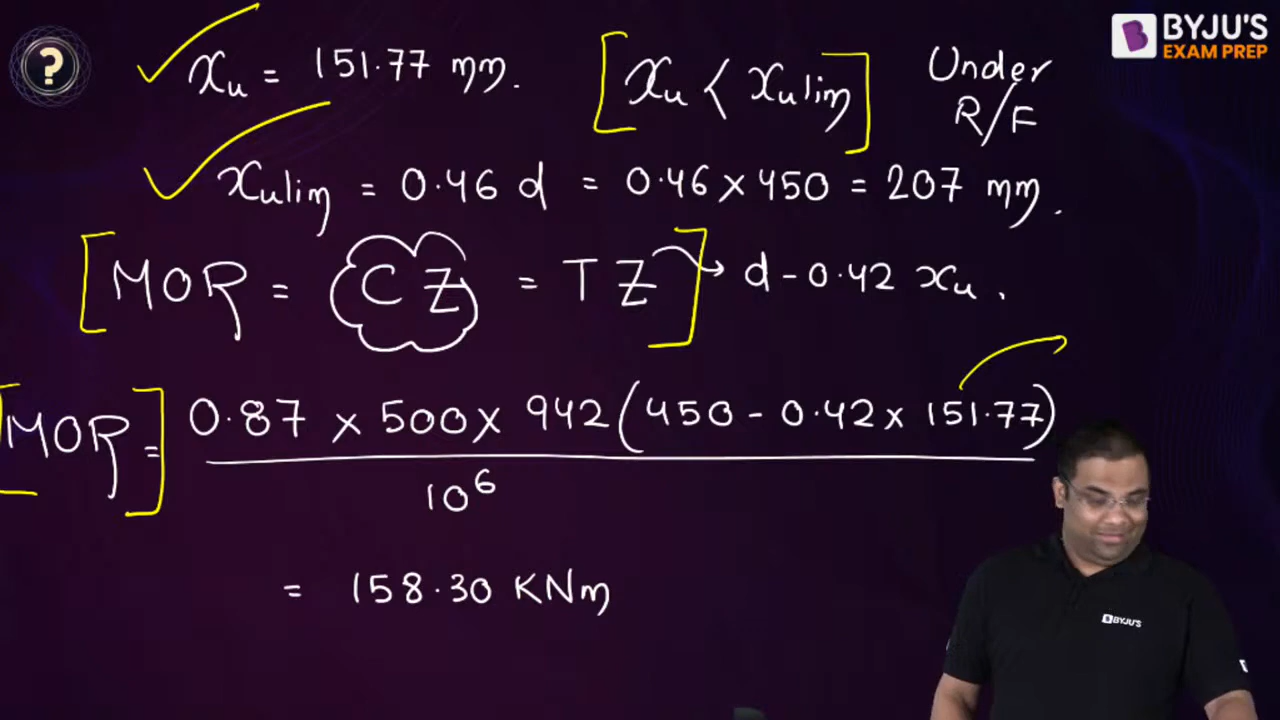 BYJU'S
EXAM PREP
?
xu = 151.77 mm. [xu < xulim] Under
R/F
xulim = 0.46 d = 0.46 × 450 = 207 mm.
[MOR = CZ = TZ] → d - 0.42 xu.
[MOR] = 0.87 × 500 × 942 (450 - 0.42 × 151.77)
10⁶
= 158.30 KNm
BYJU'S